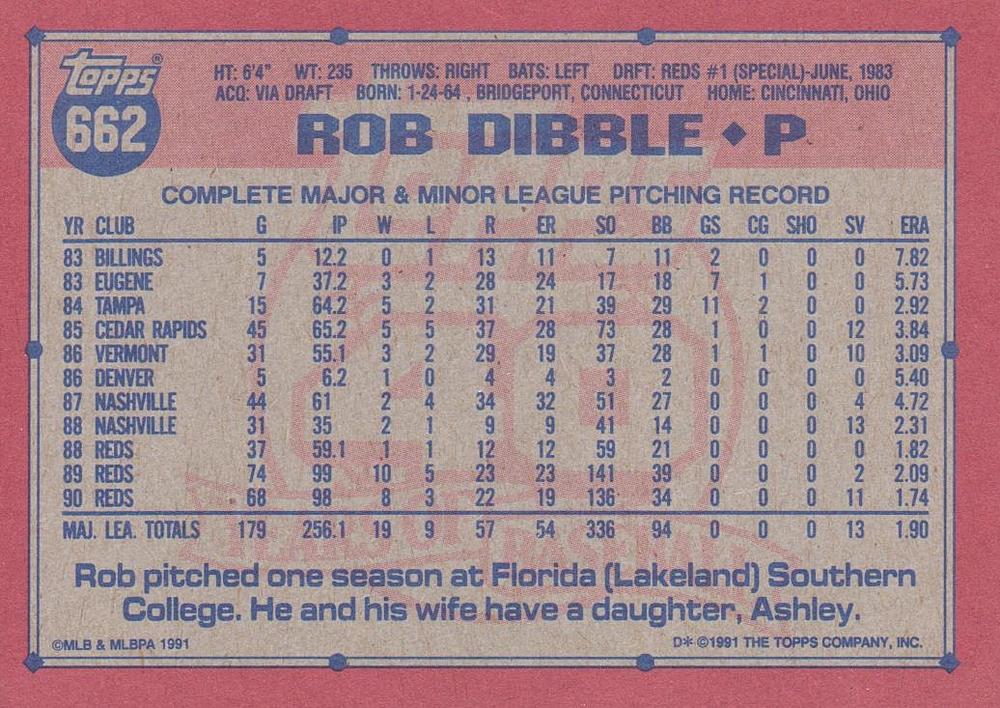 Topps®
662
HT: 6'4" WT: 235 THROWS: RIGHT BATS: LEFT DRFT: REDS #1 (SPECIAL)-JUNE, 1983
ACQ: VIA DRAFT BORN: 1-24-64, BRIDGEPORT, CONNECTICUT HOME: CINCINNATI, OHIO
ROB DIBBLE ◆ P
COMPLETE MAJOR & MINOR LEAGUE PITCHING RECORD
YR CLUB G IP W L R ER SO BB GS CG SHO SV ERA
83 BILLINGS 5 12.2 0 1 13 11 7 11 2 0 0 0 7.82
83 EUGENE 7 37.2 3 2 28 24 17 18 7 1 0 0 5.73
84 TAMPA 15 64.2 5 2 31 21 39 29 11 2 0 0 2.92
85 CEDAR RAPIDS 45 65.2 5 5 37 28 73 28 1 0 0 12 3.84
86 VERMONT 31 55.1 3 2 29 19 37 28 1 1 0 10 3.09
86 DENVER 5 6.2 1 0 4 4 3 2 0 0 0 0 5.40
87 NASHVILLE 44 61 2 4 34 32 51 27 0 0 0 4 4.72
88 NASHVILLE 31 35 2 1 9 9 41 14 0 0 0 13 2.31
88 REDS 37 59.1 1 1 12 12 59 21 0 0 0 0 1.82
89 REDS 74 99 10 5 23 23 141 39 0 0 0 2 2.09
90 REDS 68 98 8 3 22 19 136 34 0 0 0 11 1.74
MAJ. LEA. TOTALS 179 256.1 19 9 57 54 336 94 0 0 0 13 1.90
Topps
40
YEARS OF BASEBALL
Rob pitched one season at Florida (Lakeland) Southern
College. He and his wife have a daughter, Ashley.
©MLB & MLBPA 1991
D* ©1991 THE TOPPS COMPANY, INC.